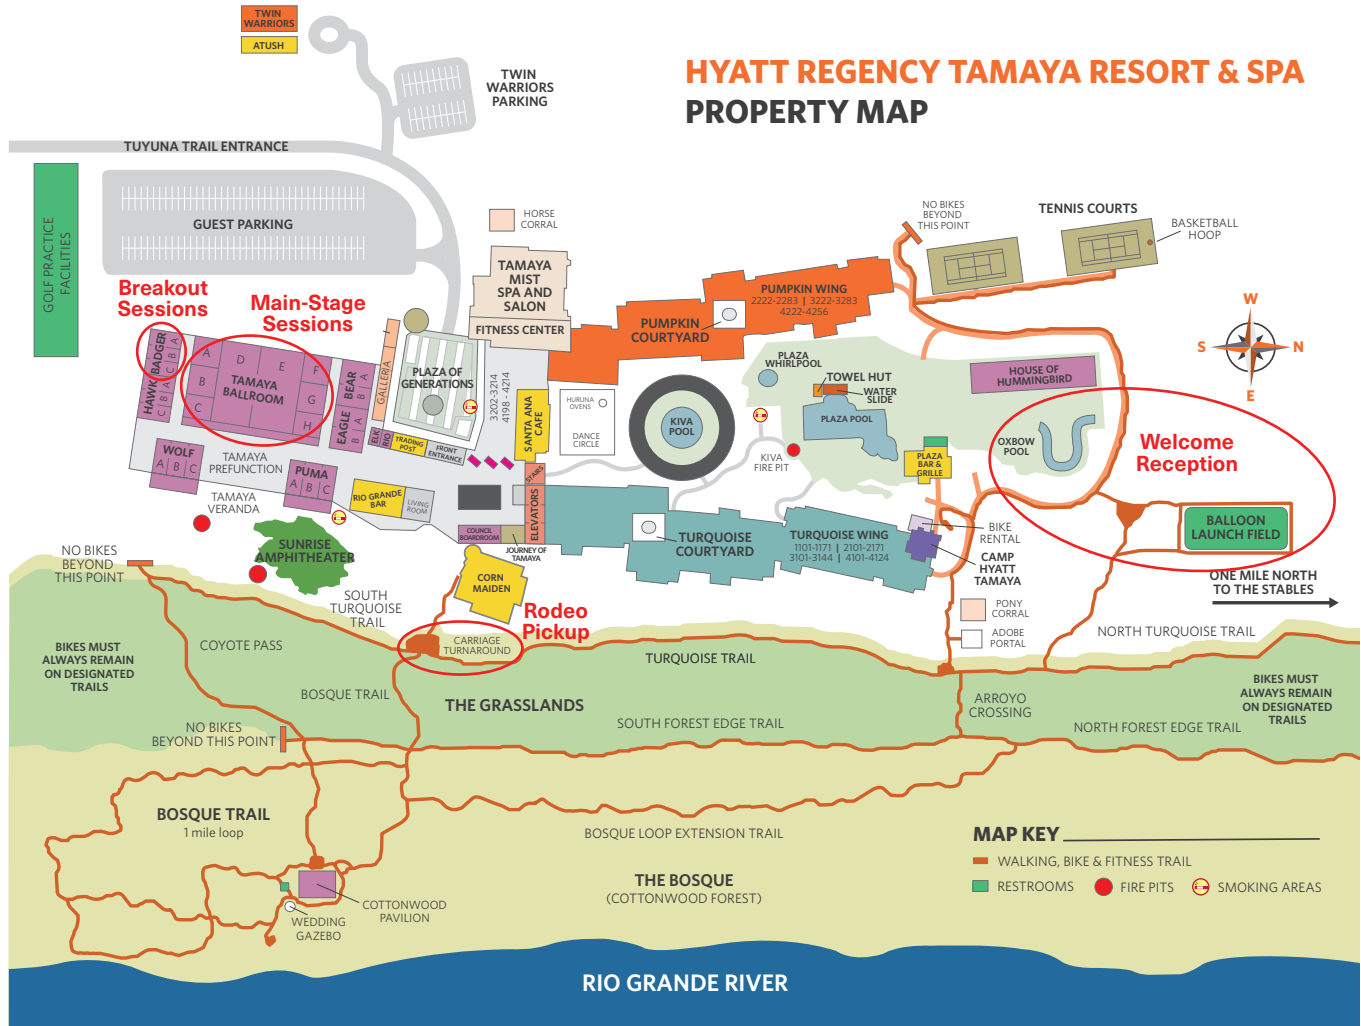 TWIN
WARRIORS
ATUSH
TWIN
WARRIORS
PARKING
HYATT REGENCY TAMAYA RESORT & SPA
PROPERTY MAP
TUYUNA TRAIL ENTRANCE
GUEST PARKING
GOLF PRACTICE
FACILITIES
HORSE
CORRAL
NO BIKES
BEYOND
THIS POINT
TENNIS COURTS
BASKETBALL
HOOP
Breakout
Sessions
Main-Stage
Sessions
TAMAYA
MIST
SPA AND
SALON
FITNESS CENTER
PUMPKIN WING
2222-2283 | 3222-3283
4222-4256
PUMPKIN
COURTYARD
W
S
N
E
HAWK
C B A
BADGER
C B A
A
B
C
D
E
F
G
H
TAMAYA
BALLROOM
BEAR
B A
EAGLE
B A
GALLERIA
PLAZA OF
GENERATIONS
3202-3214
4198 - 4214
SANTA ANA
CAFE
HURUNA
OVENS
DANCE
CIRCLE
KIVA
POOL
PLAZA
WHIRLPOOL
TOWEL HUT
WATER
SLIDE
PLAZA POOL
HOUSE OF
HUMMINGBIRD
OXBOW
POOL
Welcome
Reception
ELK
RIO
TRADING
POST
FRONT
ENTRANCE
WOLF
A B C
TAMAYA
PREFUNCTION
PUMA
A B C
TAMAYA
VERANDA
RIO GRANDE
BAR
LIVING
ROOM
STAIRS
ELEVATORS
COUNCIL
BOARDROOM
JOURNEY OF
TAMAYA
KIVA
FIRE PIT
PLAZA
BAR &
GRILLE
TURQUOISE
COURTYARD
TURQUOISE WING
1101-1171 | 2101-2171
3101-3144 | 4101-4124
BIKE
RENTAL
CAMP
HYATT
TAMAYA
BALLOON
LAUNCH FIELD
ONE MILE NORTH
TO THE STABLES
PONY
CORRAL
ADOBE
PORTAL
NORTH TURQUOISE TRAIL
SUNRISE
AMPHITHEATER
CORN
MAIDEN
NO BIKES
BEYOND
THIS POINT
SOUTH
TURQUOISE
TRAIL
Rodeo
Pickup
CARRIAGE
TURNAROUND
BIKES MUST
ALWAYS REMAIN
ON DESIGNATED
TRAILS
COYOTE PASS
BOSQUE TRAIL
TURQUOISE TRAIL
THE GRASSLANDS
SOUTH FOREST EDGE TRAIL
ARROYO
CROSSING
NORTH FOREST EDGE TRAIL
BIKES MUST
ALWAYS REMAIN
ON DESIGNATED
TRAILS
NO BIKES
BEYOND THIS POINT
BOSQUE TRAIL
1 mile loop
BOSQUE LOOP EXTENSION TRAIL
THE BOSQUE
(COTTONWOOD FOREST)
COTTONWOOD
PAVILION
WEDDING
GAZEBO
MAP KEY
WALKING, BIKE & FITNESS TRAIL
RESTROOMS
FIRE PITS
SMOKING AREAS
RIO GRANDE RIVER